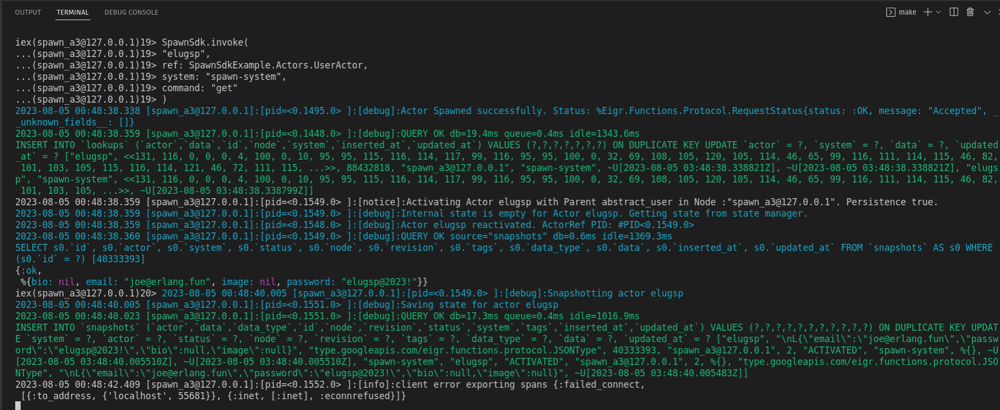 OUTPUT TERMINAL DEBUG CONSOLE make
iex(spawn_a3@127.0.0.1)19> SpawnSdk.invoke(
...(spawn_a3@127.0.0.1)19> "elugsp",
...(spawn_a3@127.0.0.1)19> ref: SpawnSdkExample.Actors.UserActor,
...(spawn_a3@127.0.0.1)19> system: "spawn-system",
...(spawn_a3@127.0.0.1)19> command: "get"
...(spawn_a3@127.0.0.1)19> )
2023-08-05 00:48:38.338 [spawn_a3@127.0.0.1]:[pid=<0.1495.0> ]:[debug]:Actor Spawned successfully. Status: %Eigr.Functions.Protocol.RequestStatus{status: :OK, message: "Accepted", _
_unknown_fields__: []}
2023-08-05 00:48:38.359 [spawn_a3@127.0.0.1]:[pid=<0.1448.0> ]:[debug]:QUERY OK db=19.4ms queue=0.4ms idle=1343.6ms
INSERT INTO `lookups` (`actor`,`data`,`id`,`node`,`system`,`inserted_at`,`updated_at`) VALUES (?,?,?,?,?,?,?) ON DUPLICATE KEY UPDATE `actor` = ?, `system` = ?, `data` = ?, `updated
_at` = ? ["elugsp", <<131, 116, 0, 0, 0, 4, 100, 0, 10, 95, 95, 115, 116, 114, 117, 99, 116, 95, 95, 100, 0, 32, 69, 108, 105, 120, 105, 114, 46, 65, 99, 116, 111, 114, 115, 46, 82,
 101, 103, 105, 115, 116, 114, 121, 46, 72, 111, 115, ...>>, 88432818, "spawn_a3@127.0.0.1", "spawn-system", ~U[2023-08-05 03:48:38.338821Z], ~U[2023-08-05 03:48:38.338821Z], "elugs
p", "spawn-system", <<131, 116, 0, 0, 0, 4, 100, 0, 10, 95, 95, 115, 116, 114, 117, 99, 116, 95, 95, 100, 0, 32, 69, 108, 105, 120, 105, 114, 46, 65, 99, 116, 111, 114, 115, 46, 82,
 101, 103, 105, ...>>, ~U[2023-08-05 03:48:38.338799Z]]
2023-08-05 00:48:38.359 [spawn_a3@127.0.0.1]:[pid=<0.1549.0> ]:[notice]:Activating Actor elugsp with Parent abstract_user in Node :"spawn_a3@127.0.0.1". Persistence true.
2023-08-05 00:48:38.359 [spawn_a3@127.0.0.1]:[pid=<0.1549.0> ]:[debug]:Internal state is empty for Actor elugsp. Getting state from state manager.
2023-08-05 00:48:38.359 [spawn_a3@127.0.0.1]:[pid=<0.1548.0> ]:[debug]:Actor elugsp reactivated. ActorRef PID: #PID<0.1549.0>
2023-08-05 00:48:38.360 [spawn_a3@127.0.0.1]:[pid=<0.1549.0> ]:[debug]:QUERY OK source="snapshots" db=0.6ms idle=1369.3ms
SELECT s0.`id`, s0.`actor`, s0.`system`, s0.`status`, s0.`node`, s0.`revision`, s0.`tags`, s0.`data_type`, s0.`data`, s0.`inserted_at`, s0.`updated_at` FROM `snapshots` AS s0 WHERE
(s0.`id` = ?) [40333393]
{:ok,
 %{bio: nil, email: "joe@erlang.fun", image: nil, password: "elugsp@2023!"}}
iex(spawn_a3@127.0.0.1)20> 2023-08-05 00:48:40.005 [spawn_a3@127.0.0.1]:[pid=<0.1549.0> ]:[debug]:Snapshotting actor elugsp
2023-08-05 00:48:40.005 [spawn_a3@127.0.0.1]:[pid=<0.1551.0> ]:[debug]:Saving state for actor elugsp
2023-08-05 00:48:40.023 [spawn_a3@127.0.0.1]:[pid=<0.1551.0> ]:[debug]:QUERY OK db=17.3ms queue=0.4ms idle=1016.9ms
INSERT INTO `snapshots` (`actor`,`data`,`data_type`,`id`,`node`,`revision`,`status`,`system`,`tags`,`inserted_at`,`updated_at`) VALUES (?,?,?,?,?,?,?,?,?,?,?) ON DUPLICATE KEY UPDAT
E `system` = ?, `actor` = ?, `status` = ?, `node` = ?, `revision` = ?, `tags` = ?, `data_type` = ?, `data` = ?, `updated_at` = ? ["elugsp", "\nL{\"email\":\"joe@erlang.fun\",\"passw
ord\":\"elugsp@2023!\",\"bio\":null,\"image\":null}", "type.googleapis.com/eigr.functions.protocol.JSONType", 40333393, "spawn_a3@127.0.0.1", 2, "ACTIVATED", "spawn-system", %{}, ~U
[2023-08-05 03:48:40.005510Z], ~U[2023-08-05 03:48:40.005510Z], "spawn-system", "elugsp", "ACTIVATED", "spawn_a3@127.0.0.1", 2, %{}, "type.googleapis.com/eigr.functions.protocol.JSO
NType", "\nL{\"email\":\"joe@erlang.fun\",\"password\":\"elugsp@2023!\",\"bio\":null,\"image\":null}", ~U[2023-08-05 03:48:40.005483Z]]
2023-08-05 00:48:42.409 [spawn_a3@127.0.0.1]:[pid=<0.1552.0> ]:[info]:client error exporting spans {:failed_connect,
 [{:to_address, {'localhost', 55681}}, {:inet, [:inet], :econnrefused}]}